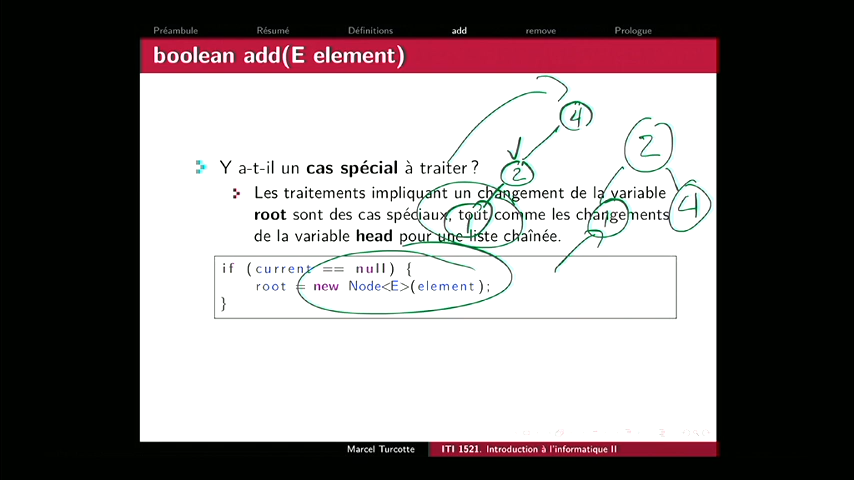 Préambule Résumé Définitions add remove Prologue
boolean add(E element)
4
2
2
Y a-t-il un cas spécial à traiter ?
Les traitements impliquant un changement de la variable
root sont des cas spéciaux, tout comme les changements
4
1
1
de la variable head pour une liste chaînée.
if (current == null) {
root = new Node<E>(element);
}
Marcel Turcotte ITI 1521. Introduction à l'informatique II